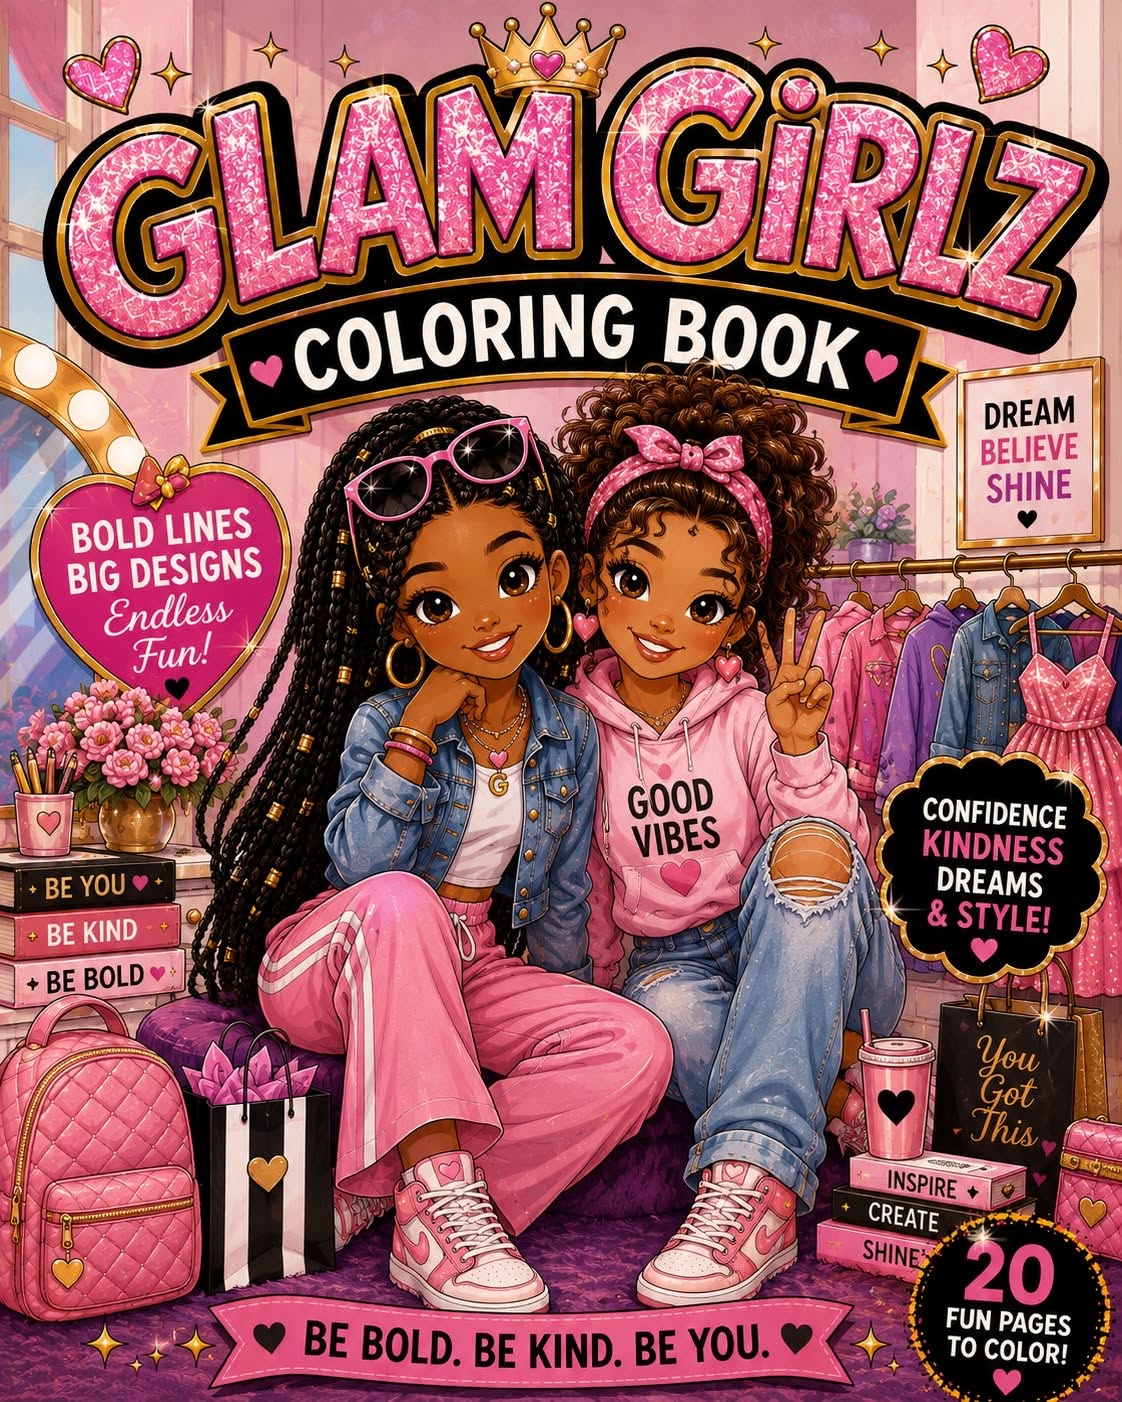 GLAM GiRLZ
COLORING BOOK
DREAM
BELIEVE
SHINE
BOLD LINES
BIG DESIGNS
Endless
Fun!
G
GOOD
VIBES
CONFIDENCE
KINDNESS
DREAMS
& STYLE!
BE YOU
BE KIND
BE BOLD
You
Got
This
INSPIRE
CREATE
SHINE
20
FUN PAGES
TO COLOR!
BE BOLD. BE KIND. BE YOU.